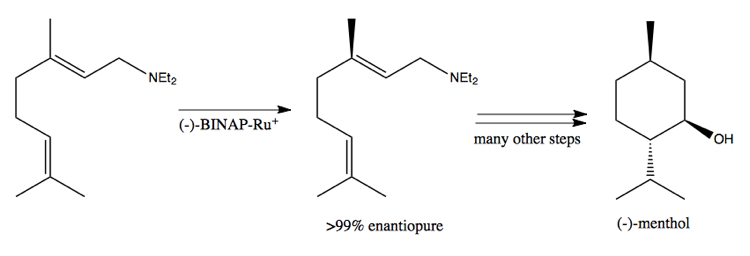 NEt₂
(-)-BINAP-Ru⁺
NEt₂
>99% enantiopure
many other steps
OH
(-)-menthol